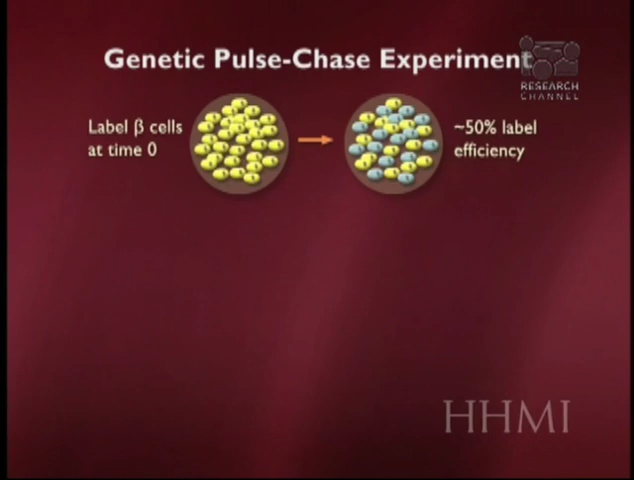 Genetic Pulse-Chase Experiment
RESEARCH
CHANNEL
Label β cells
at time 0
~50% label
efficiency
HHMI